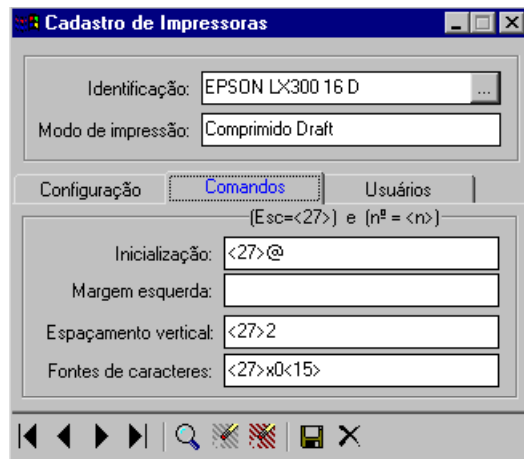 Cadastro de Impressoras
Identificação: EPSON LX300 16 D ...
Modo de impressão: Comprimido Draft
Configuração Comandos Usuários
(Esc=<27>) e (nº = <n>)
Inicialização: <27>@
Margem esquerda:
Espaçamento vertical: <27>2
Fontes de caracteres: <27>x0<15>